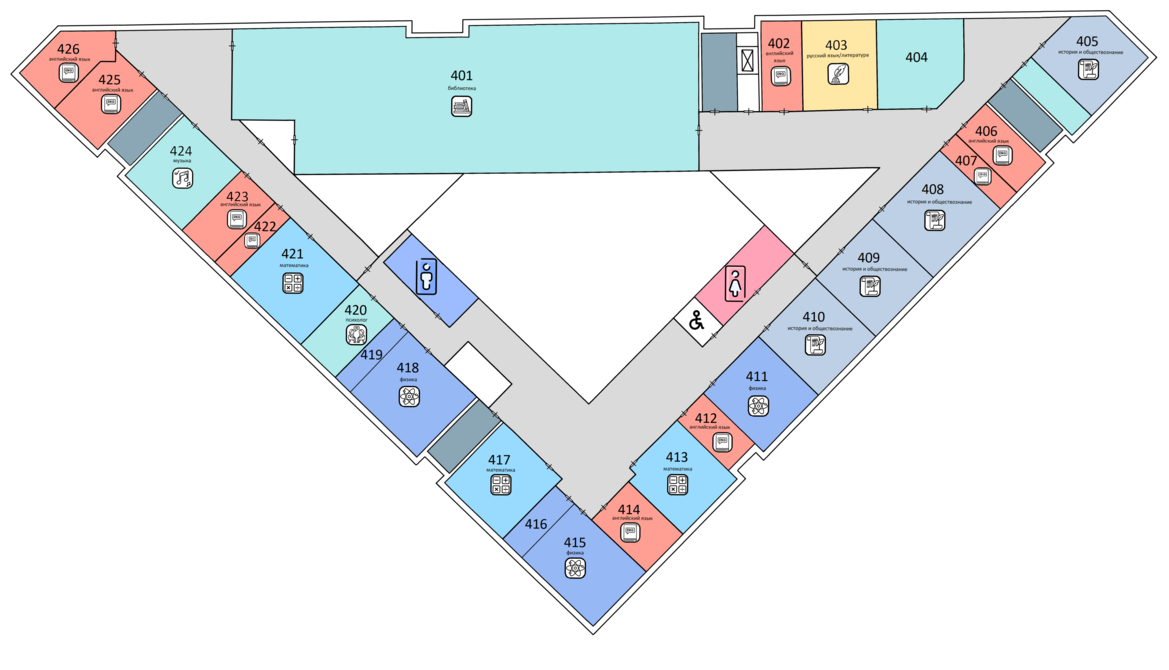 401
библиотека
402
английский
язык
403
русский язык/литература
404
405
история и обществознание
406
английский язык
407
408
история и обществознание
409
история и обществознание
410
история и обществознание
411
физика
412
английский язык
413
математика
414
английский язык
415
физика
416
417
математика
418
физика
419
420
психолог
421
математика
422
423
английский язык
424
музыка
425
английский язык
426
английский язык